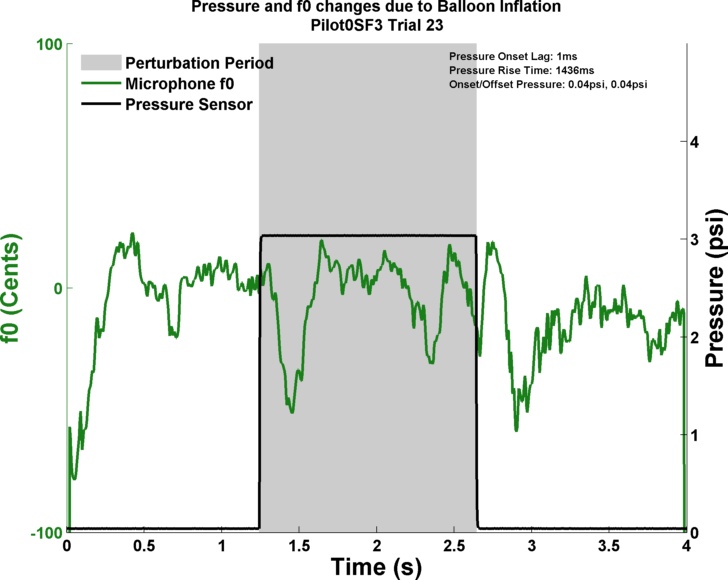 Pressure and f0 changes due to Balloon Inflation
Pilot0SF3 Trial 23
100
Perturbation Period
Microphone f0
Pressure Sensor
Pressure Onset Lag: 1ms
Pressure Rise Time: 1436ms
Onset/Offset Pressure: 0.04psi, 0.04psi
4
3
2
1
0
0
-100
f0 (Cents)
Pressure (psi)
0
0.5
1
1.5
2
2.5
3
3.5
4
Time (s)